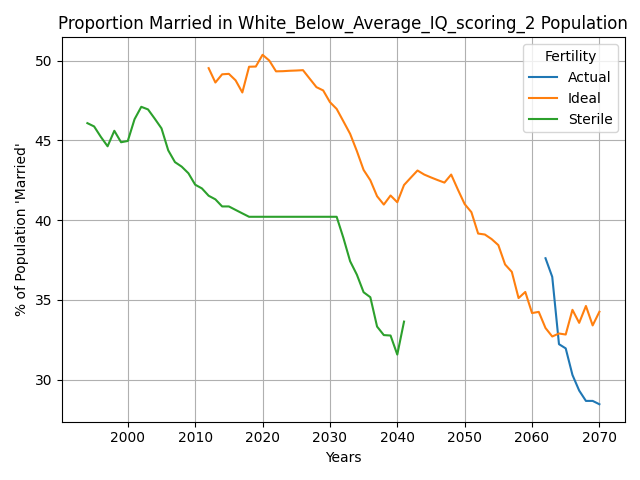 Proportion Married in White_Below_Average_IQ_scoring_2 Population
Fertility
Actual
Ideal
Sterile
% of Population 'Married'
50
45
40
35
30
2000
2010
2020
2030
2040
2050
2060
2070
Years